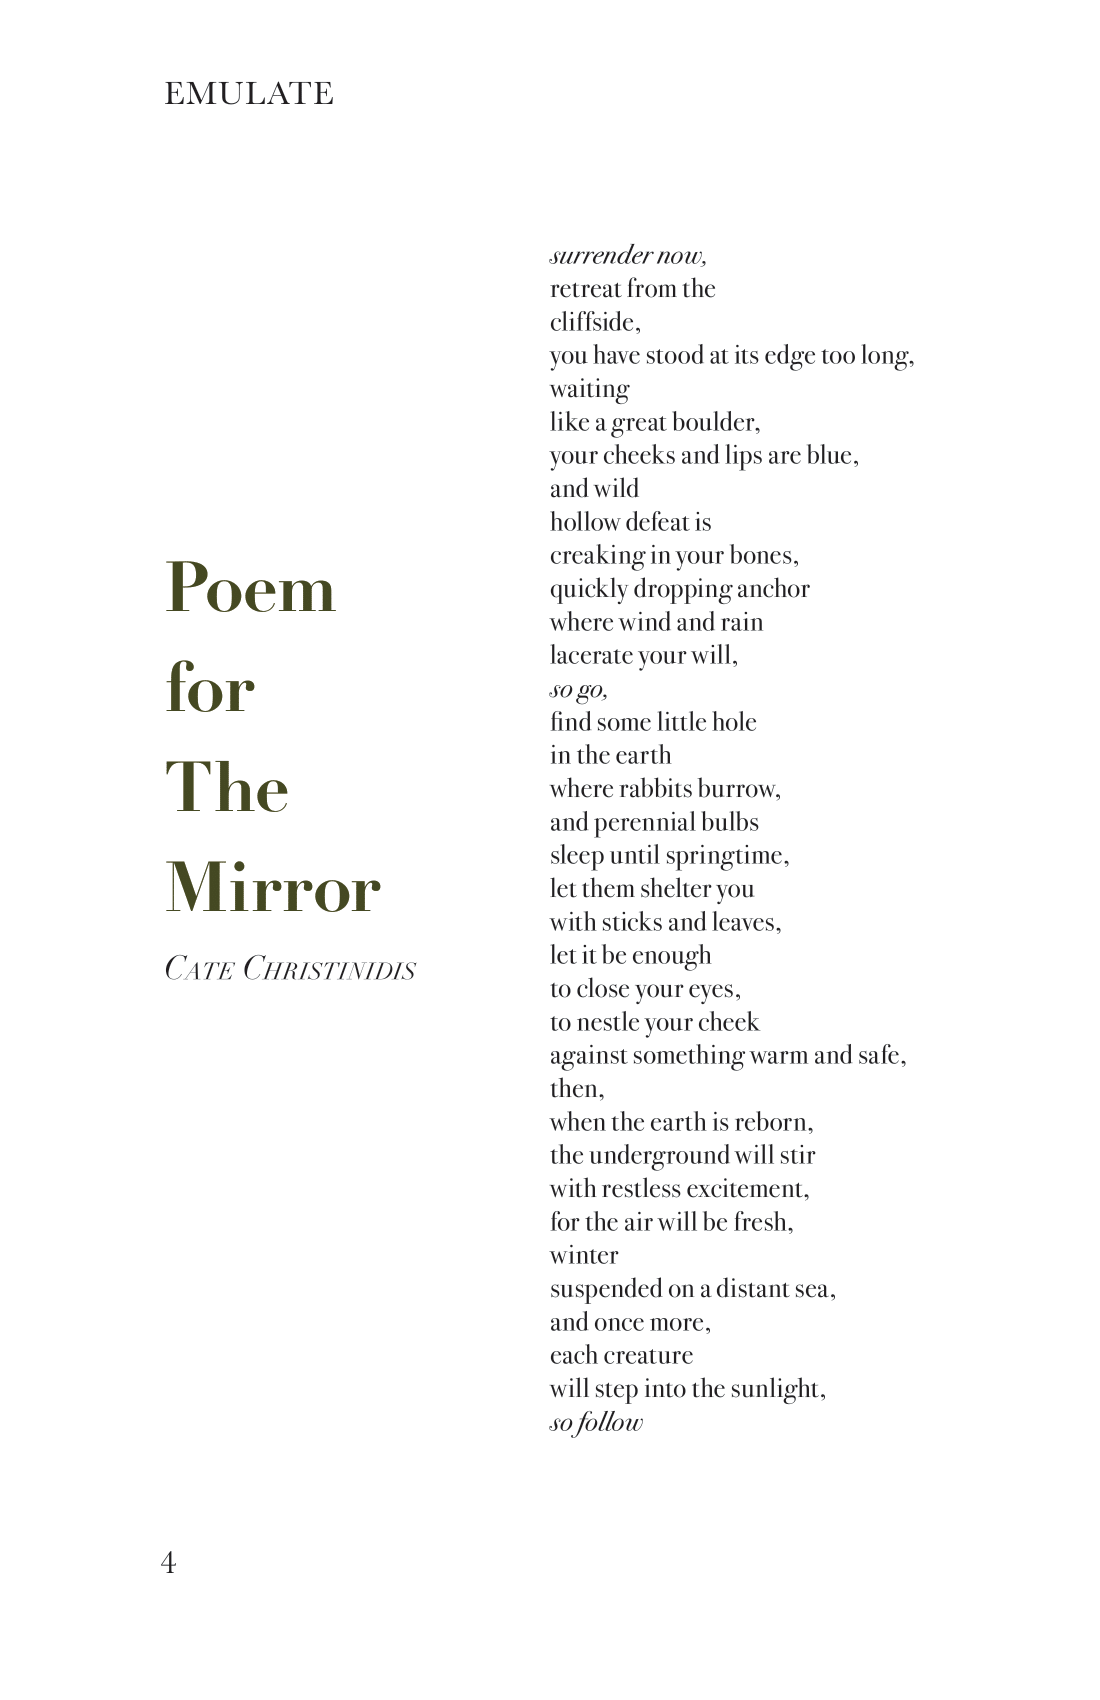 EMULATE
Poem
for
The
Mirror
Cate Christinidis
surrender now,
retreat from the
cliffside,
you have stood at its edge too long,
waiting
like a great boulder,
your cheeks and lips are blue,
and wild
hollow defeat is
creaking in your bones,
quickly dropping anchor
where wind and rain
lacerate your will,
so go,
find some little hole
in the earth
where rabbits burrow,
and perennial bulbs
sleep until springtime,
let them shelter you
with sticks and leaves,
let it be enough
to close your eyes,
to nestle your cheek
against something warm and safe,
then,
when the earth is reborn,
the underground will stir
with restless excitement,
for the air will be fresh,
winter
suspended on a distant sea,
and once more,
each creature
will step into the sunlight,
so follow
4